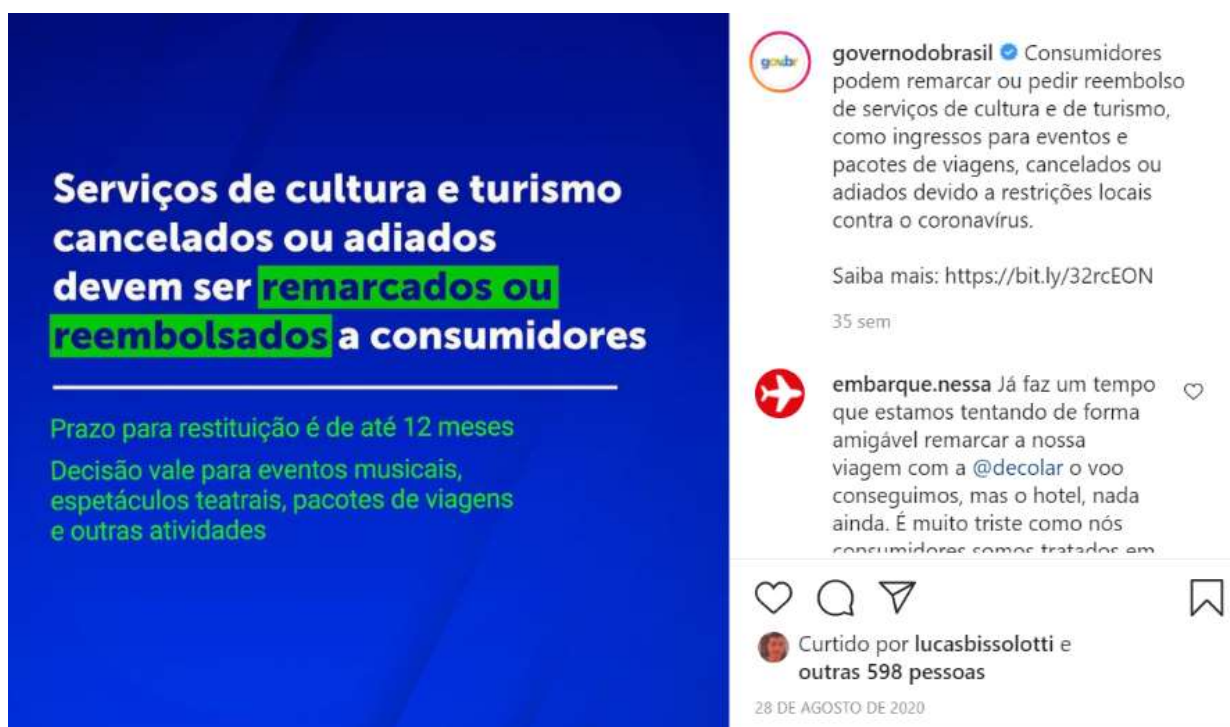 Serviços de cultura e turismo
cancelados ou adiados
devem ser remarcados ou
reembolsados a consumidores
Prazo para restituição é de até 12 meses
Decisão vale para eventos musicais,
espetáculos teatrais, pacotes de viagens
e outras atividades
gov.br
governodobrasil Consumidores
podem remarcar ou pedir reembolso
de serviços de cultura e de turismo,
como ingressos para eventos e
pacotes de viagens, cancelados ou
adiados devido a restrições locais
contra o coronavírus.
Saiba mais: https://bit.ly/32rcEON
35 sem
embarque.nessa Já faz um tempo
que estamos tentando de forma
amigável remarcar a nossa
viagem com a @decolar o voo
conseguimos, mas o hotel, nada
ainda. É muito triste como nós
consumidores somos tratados em
Curtido por lucasbissolotti e
outras 598 pessoas
28 DE AGOSTO DE 2020